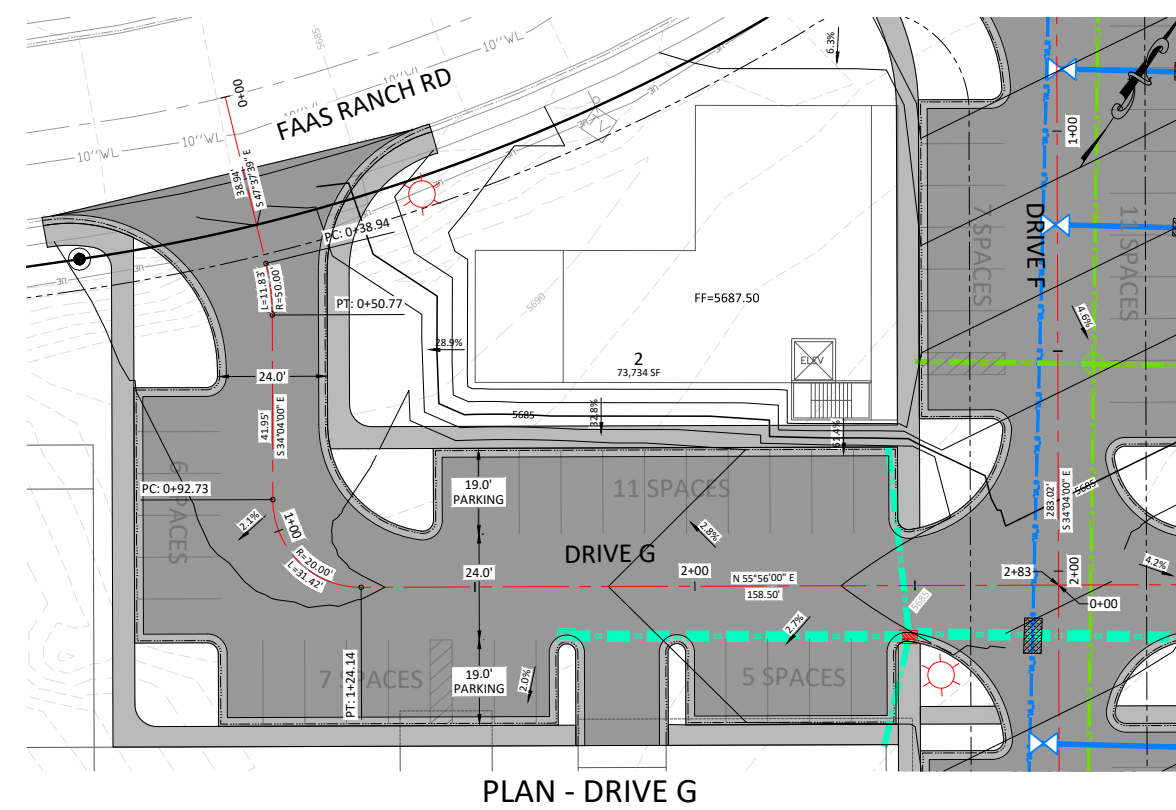 0+00
FAAS RANCH RD
5895
10''WL
10''WL
10''WL
10''WL
6.3%
1+00
38.94'
S 47°37'39" E
PC: 0+38.94
L=11.83'
R=50.00'
PT: 0+50.77
5690
FF=5687.50
7 SPACES
DRIVE F
11 SPACES
4.6%
28.9%
ELEV
2
73,734 SF
24.0'
5685
32.8%
61.4%
41.95'
S 34°04'00" E
6 SPACES
PC: 0+92.73
2.1%
1+00
R=20.00'
L=31.42'
19.0'
PARKING
11 SPACES
2.8%
DRIVE G
24.0'
2+00
N 55°56'00" E
158.50'
5685
283.02'
S 34°04'00" E
5685
2+83
2+00
0+00
4.2%
2.7%
7 SPACES
PT: 1+24.14
19.0'
PARKING
2.0%
5 SPACES
PLAN - DRIVE G